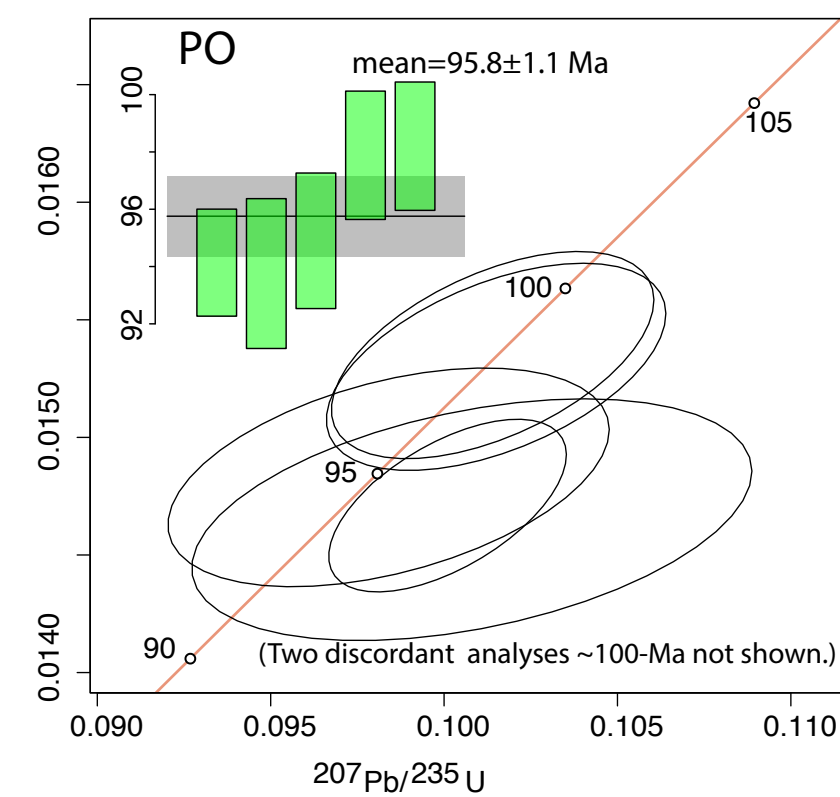 PO
mean=95.8±1.1 Ma
100
96
92
105
100
95
90
0.0160
0.0150
0.0140
(Two discordant analyses ~100-Ma not shown.)
0.090 0.095 0.100 0.105 0.110
²⁰⁷Pb/²³⁵U